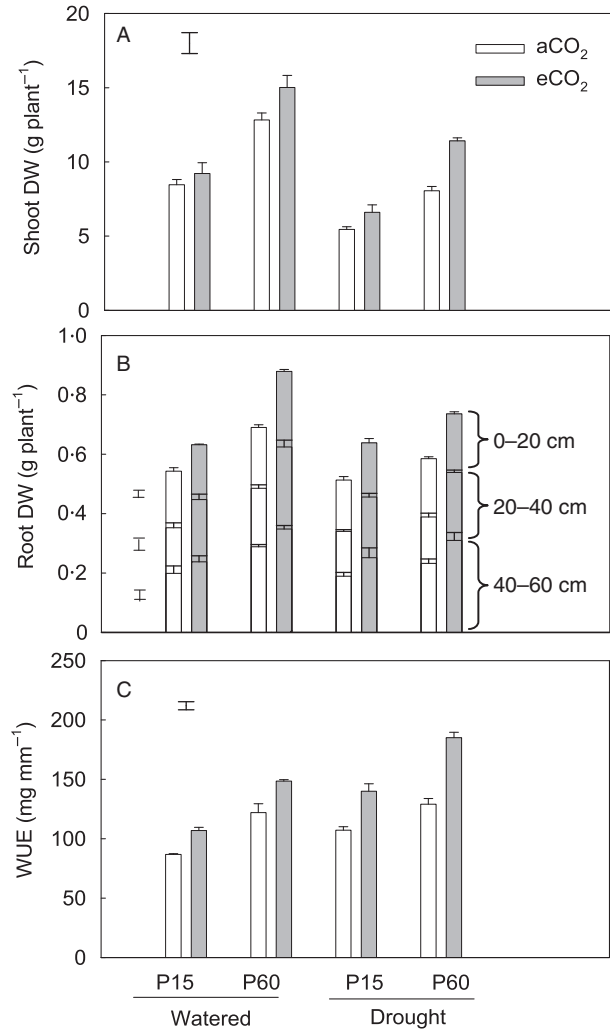 A
aCO₂
eCO₂
Shoot DW (g plant⁻¹)
20
15
10
5
0
B
Root DW (g plant⁻¹)
1·0
0·8
0·6
0·4
0·2
0
0–20 cm
20–40 cm
40–60 cm
C
WUE (mg mm⁻¹)
250
200
150
100
50
0
P15 P60 P15 P60
Watered Drought